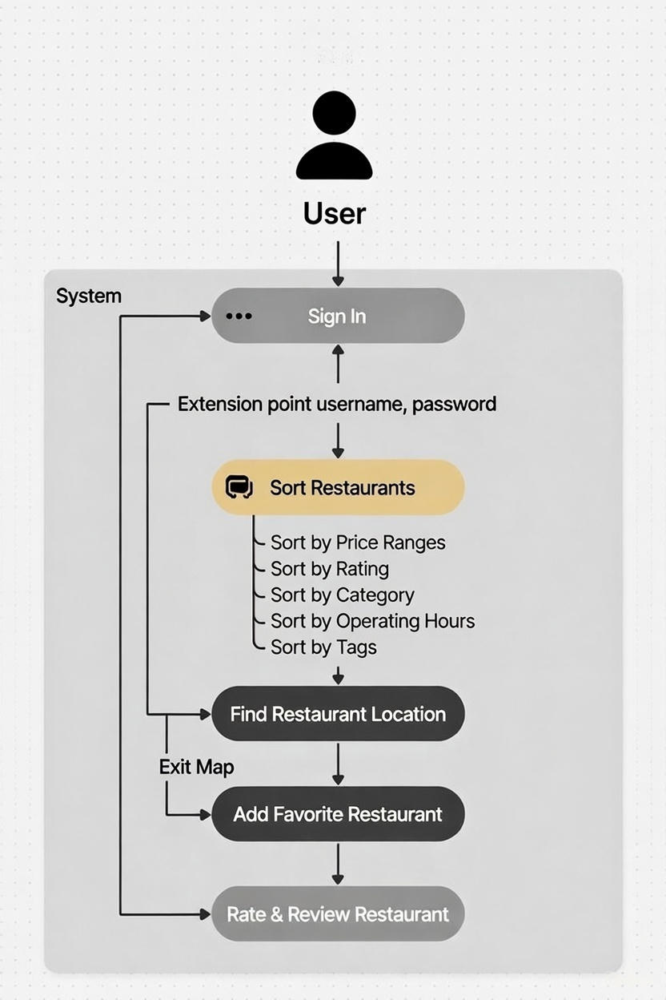 User
System
Sign In
Extension point username, password
Sort Restaurants
Sort by Price Ranges
Sort by Rating
Sort by Category
Sort by Operating Hours
Sort by Tags
Find Restaurant Location
Exit Map
Add Favorite Restaurant
Rate & Review Restaurant